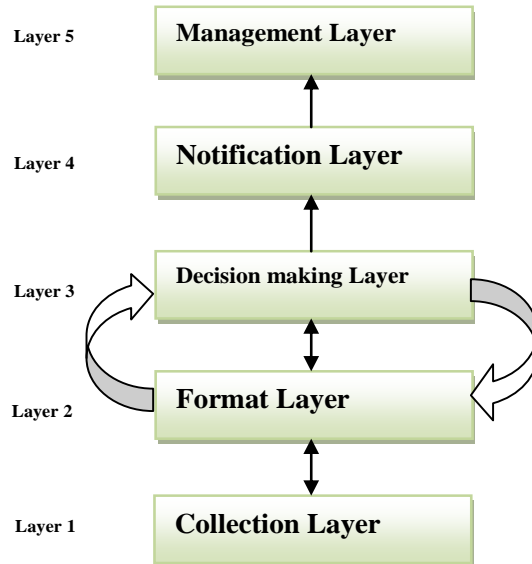 Layer 5 Management Layer
Layer 4 Notification Layer
Layer 3 Decision making Layer
Layer 2 Format Layer
Layer 1 Collection Layer